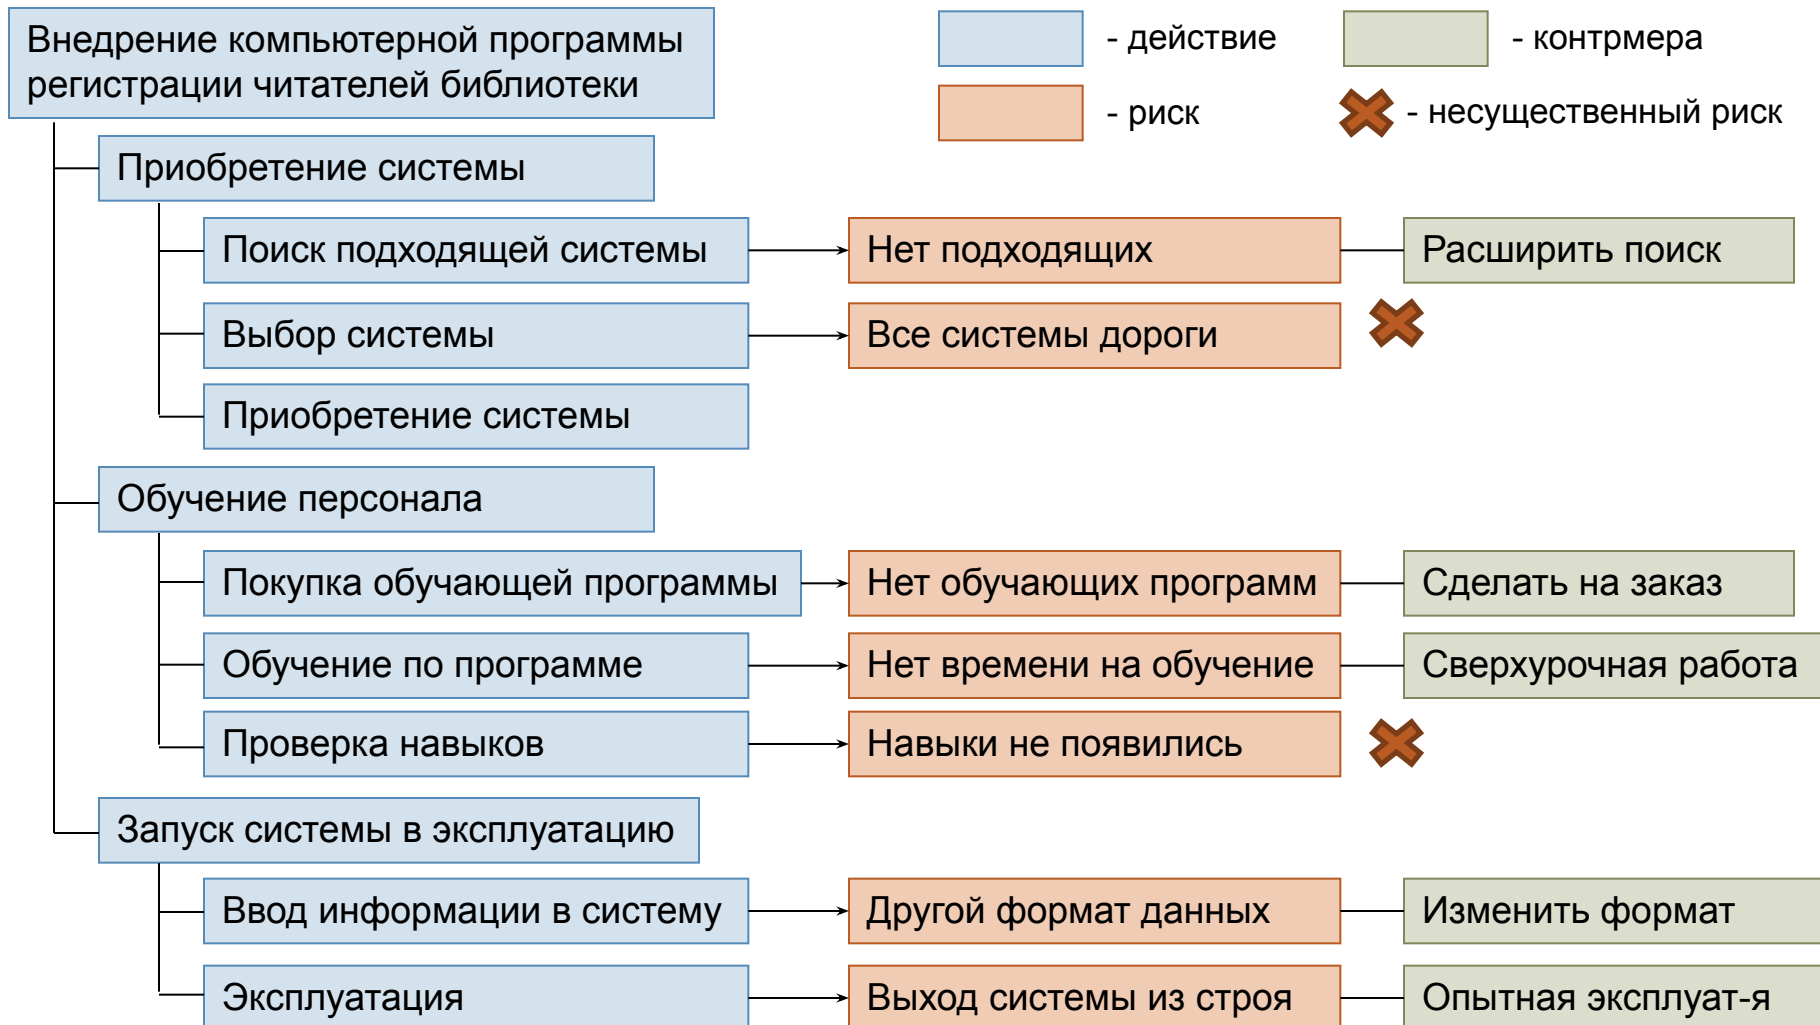 Внедрение компьютерной программы
регистрации читателей библиотеки
- действие
- контрмера
- риск
- несущественный риск
Приобретение системы
Поиск подходящей системы
Нет подходящих
Расширить поиск
Выбор системы
Все системы дороги
Приобретение системы
Обучение персонала
Покупка обучающей программы
Нет обучающих программ
Сделать на заказ
Обучение по программе
Нет времени на обучение
Сверхурочная работа
Проверка навыков
Навыки не появились
Запуск системы в эксплуатацию
Ввод информации в систему
Другой формат данных
Изменить формат
Эксплуатация
Выход системы из строя
Опытная эксплуат-я